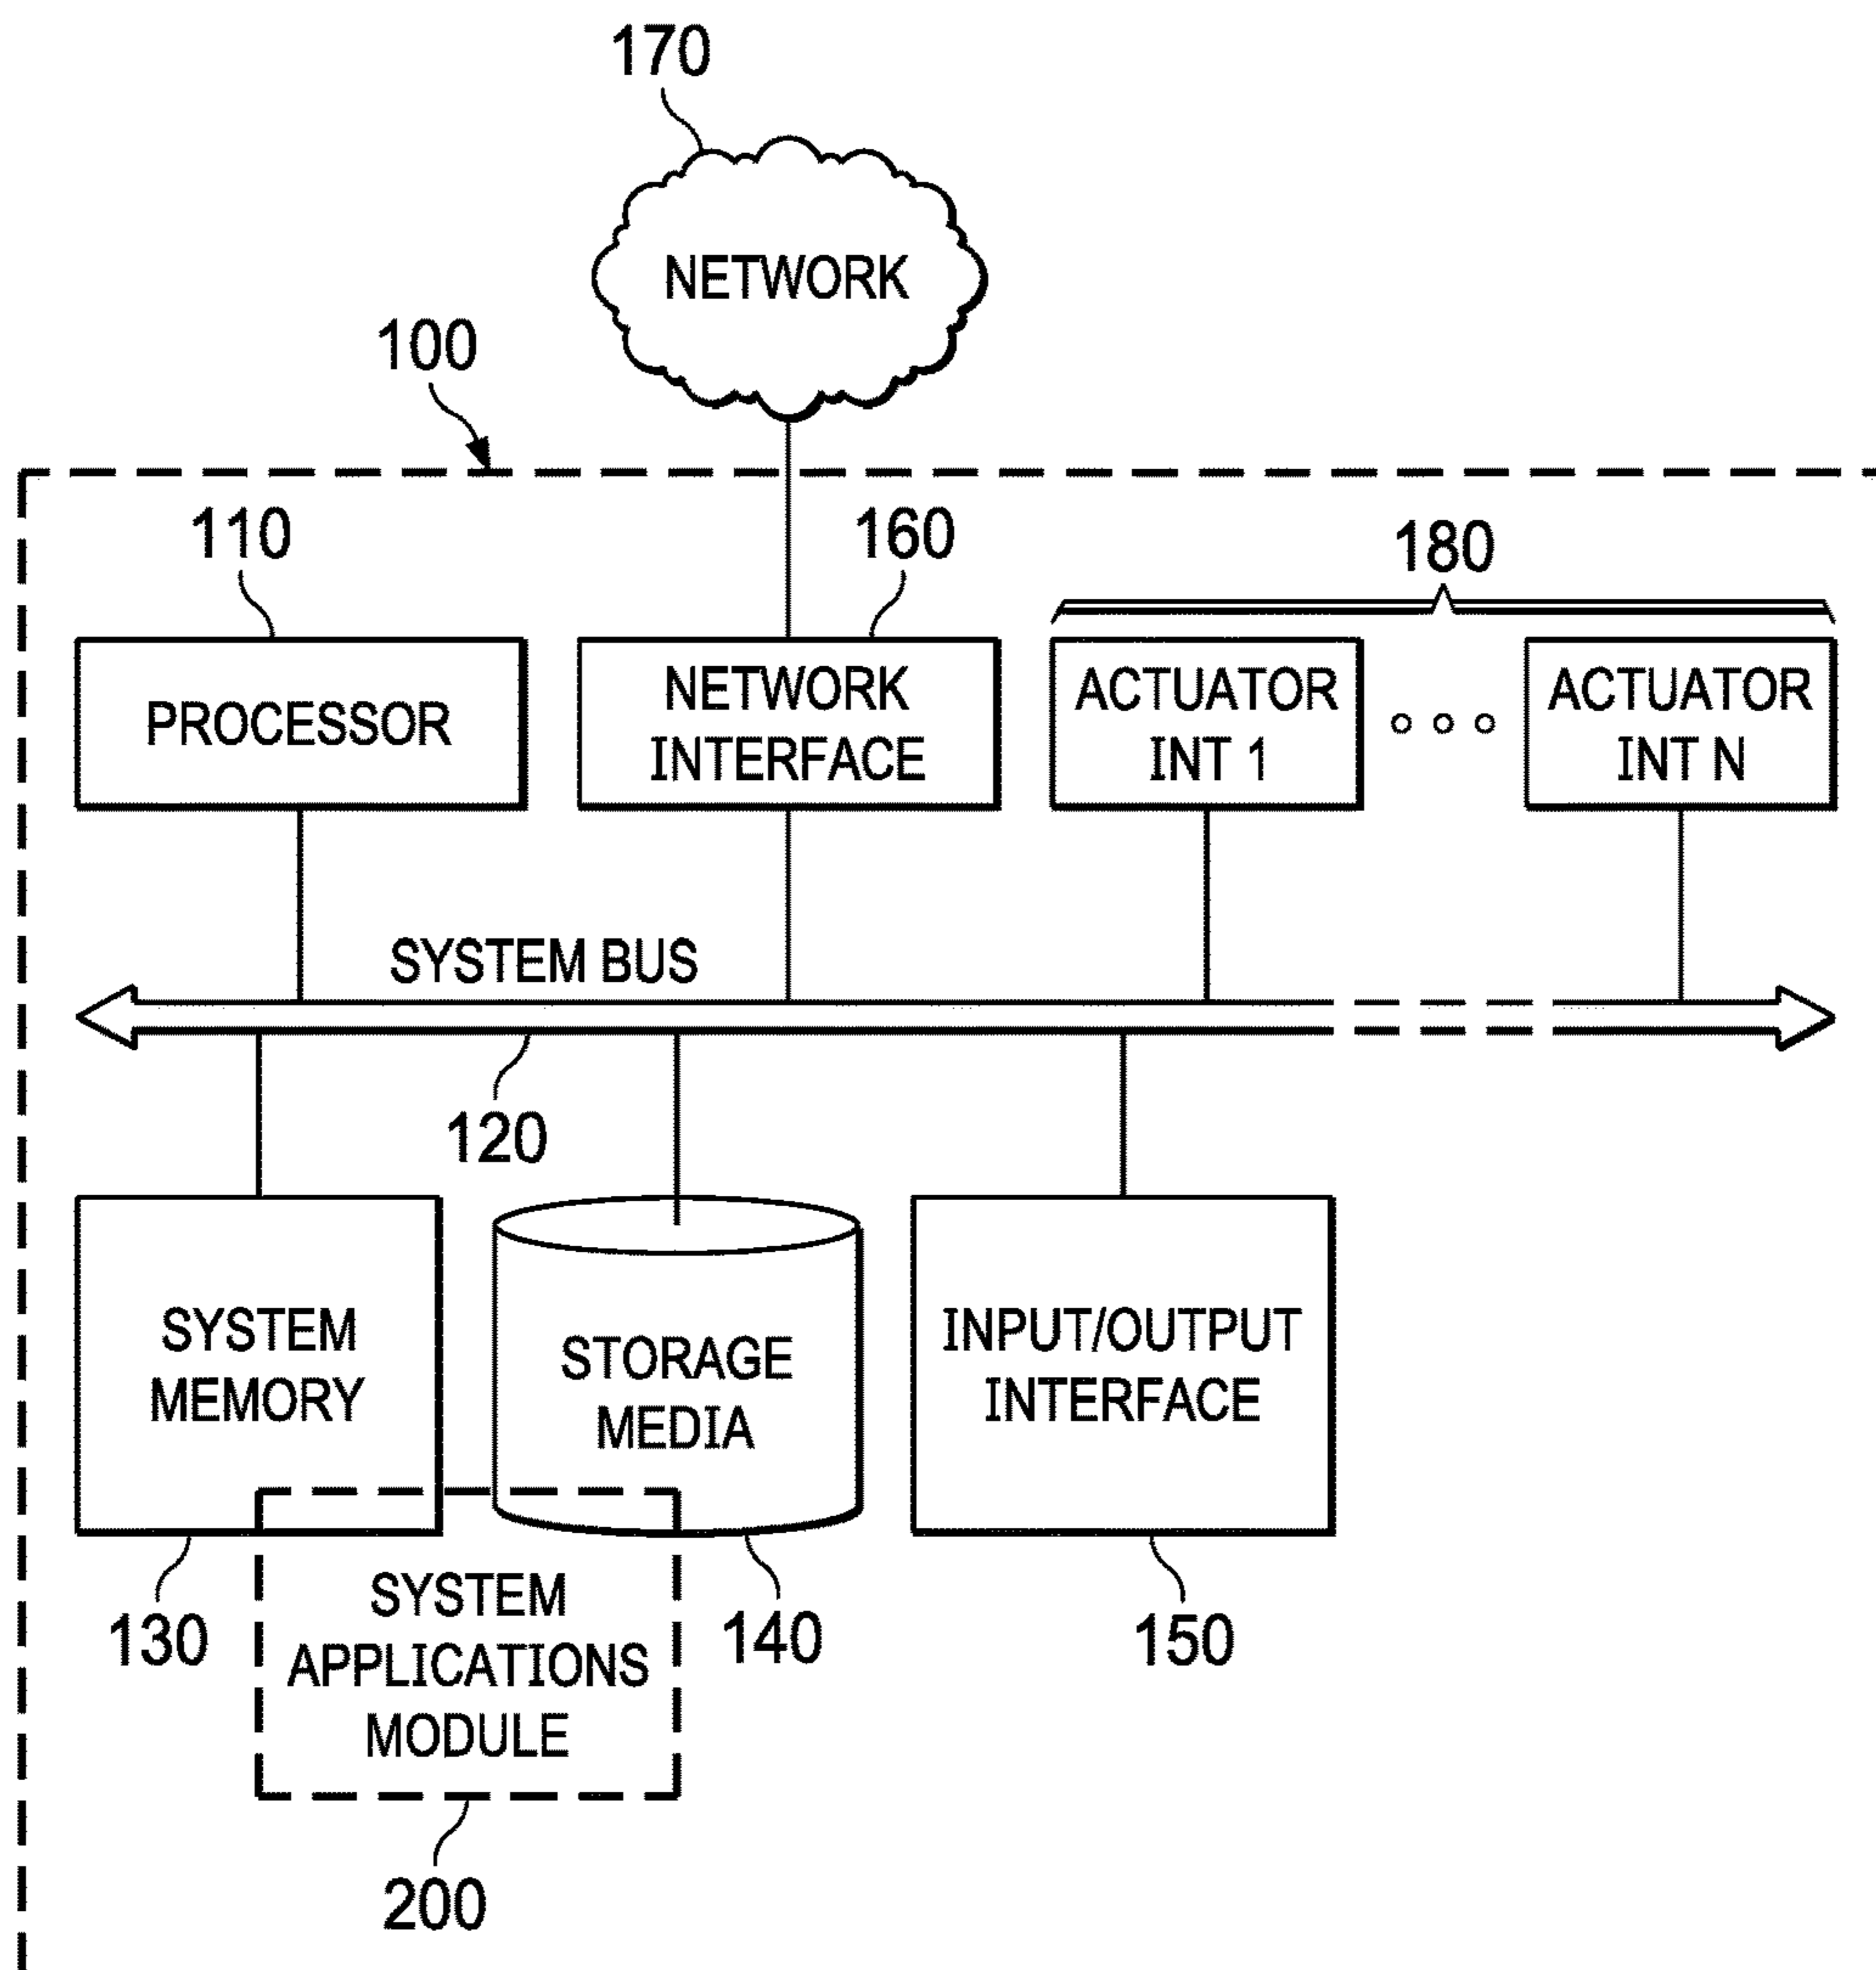 170
NETWORK
100
110
160
180
PROCESSOR
NETWORK
INTERFACE
ACTUATOR
INT 1
ACTUATOR
INT N
SYSTEM BUS
120
SYSTEM
MEMORY
STORAGE
MEDIA
INPUT/OUTPUT
INTERFACE
130
SYSTEM
APPLICATIONS
MODULE
140
150
200